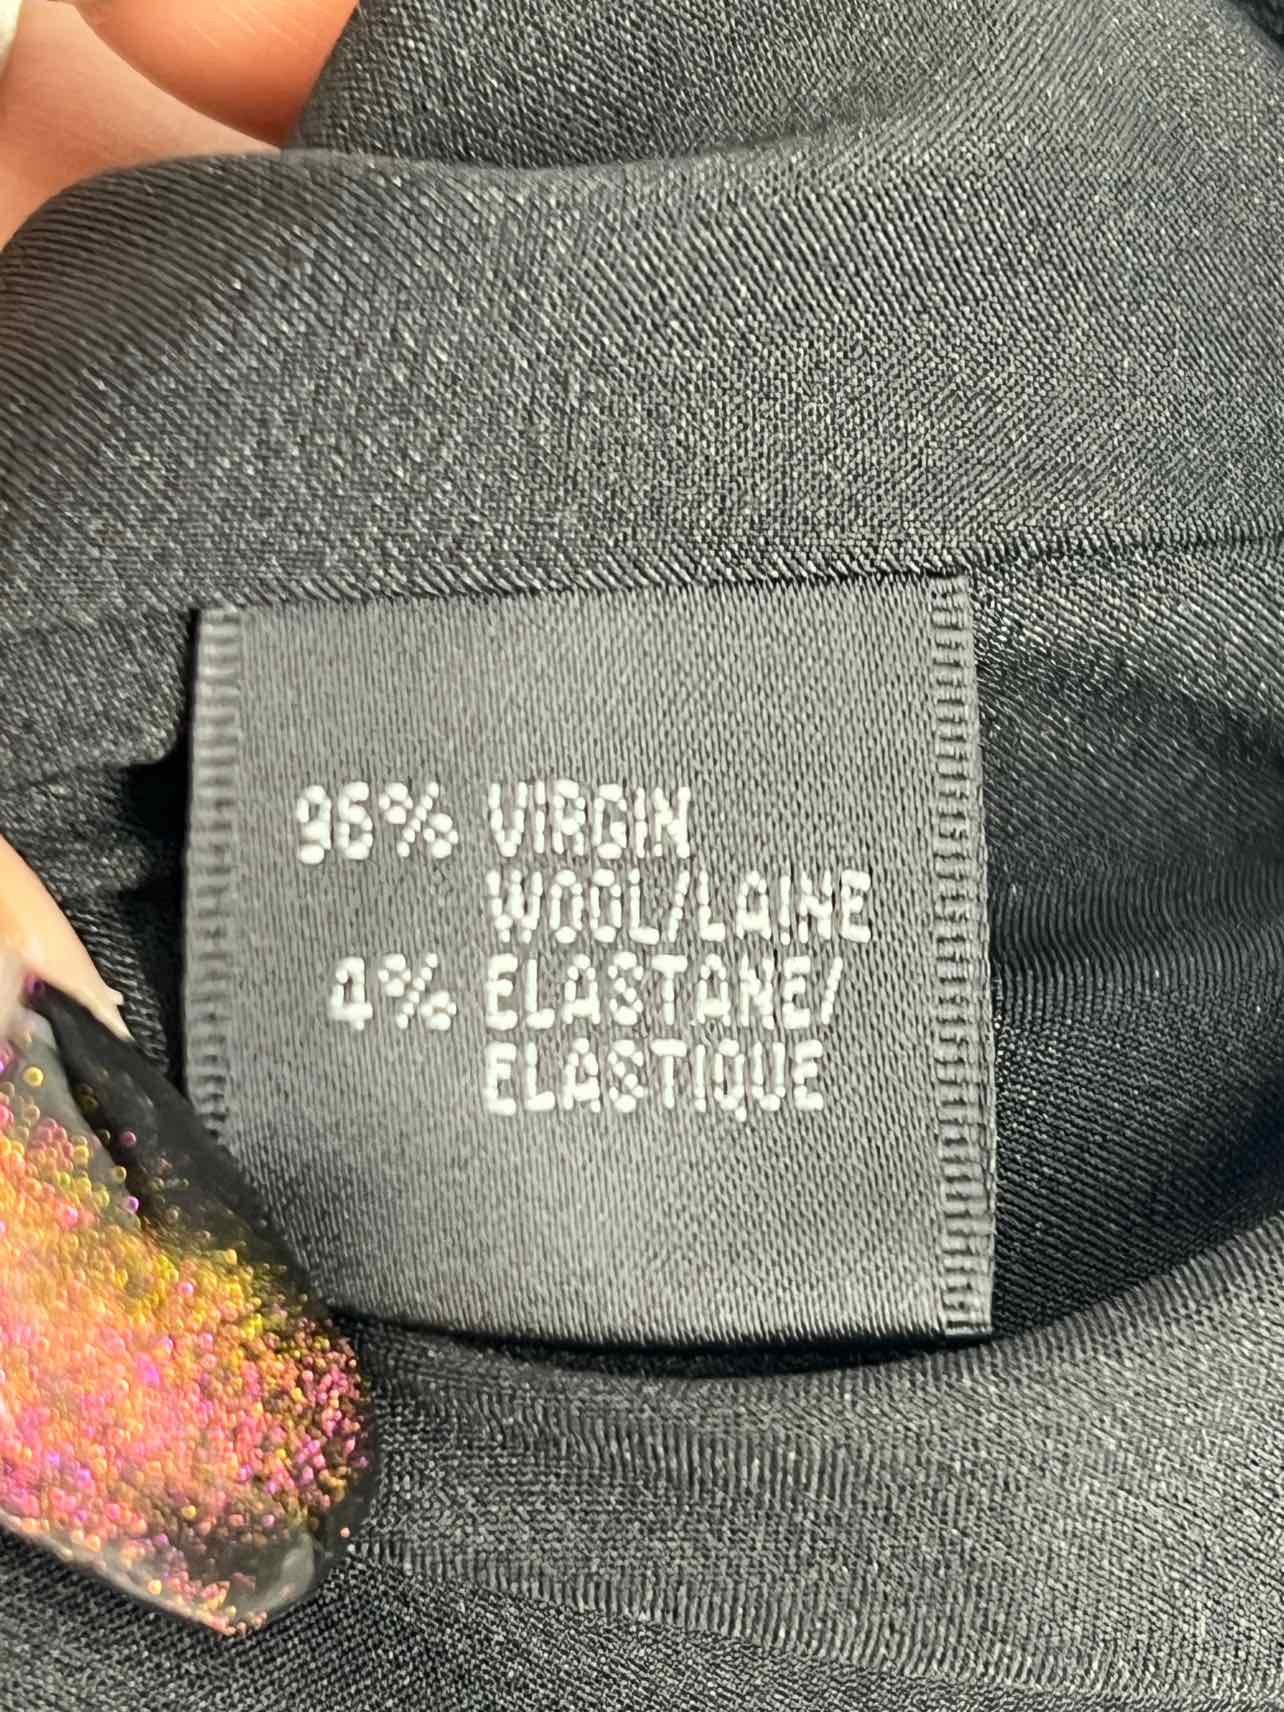 96% VIRGIN
WOOL/LAINE
4% ELASTANE/
ELASTIQUE